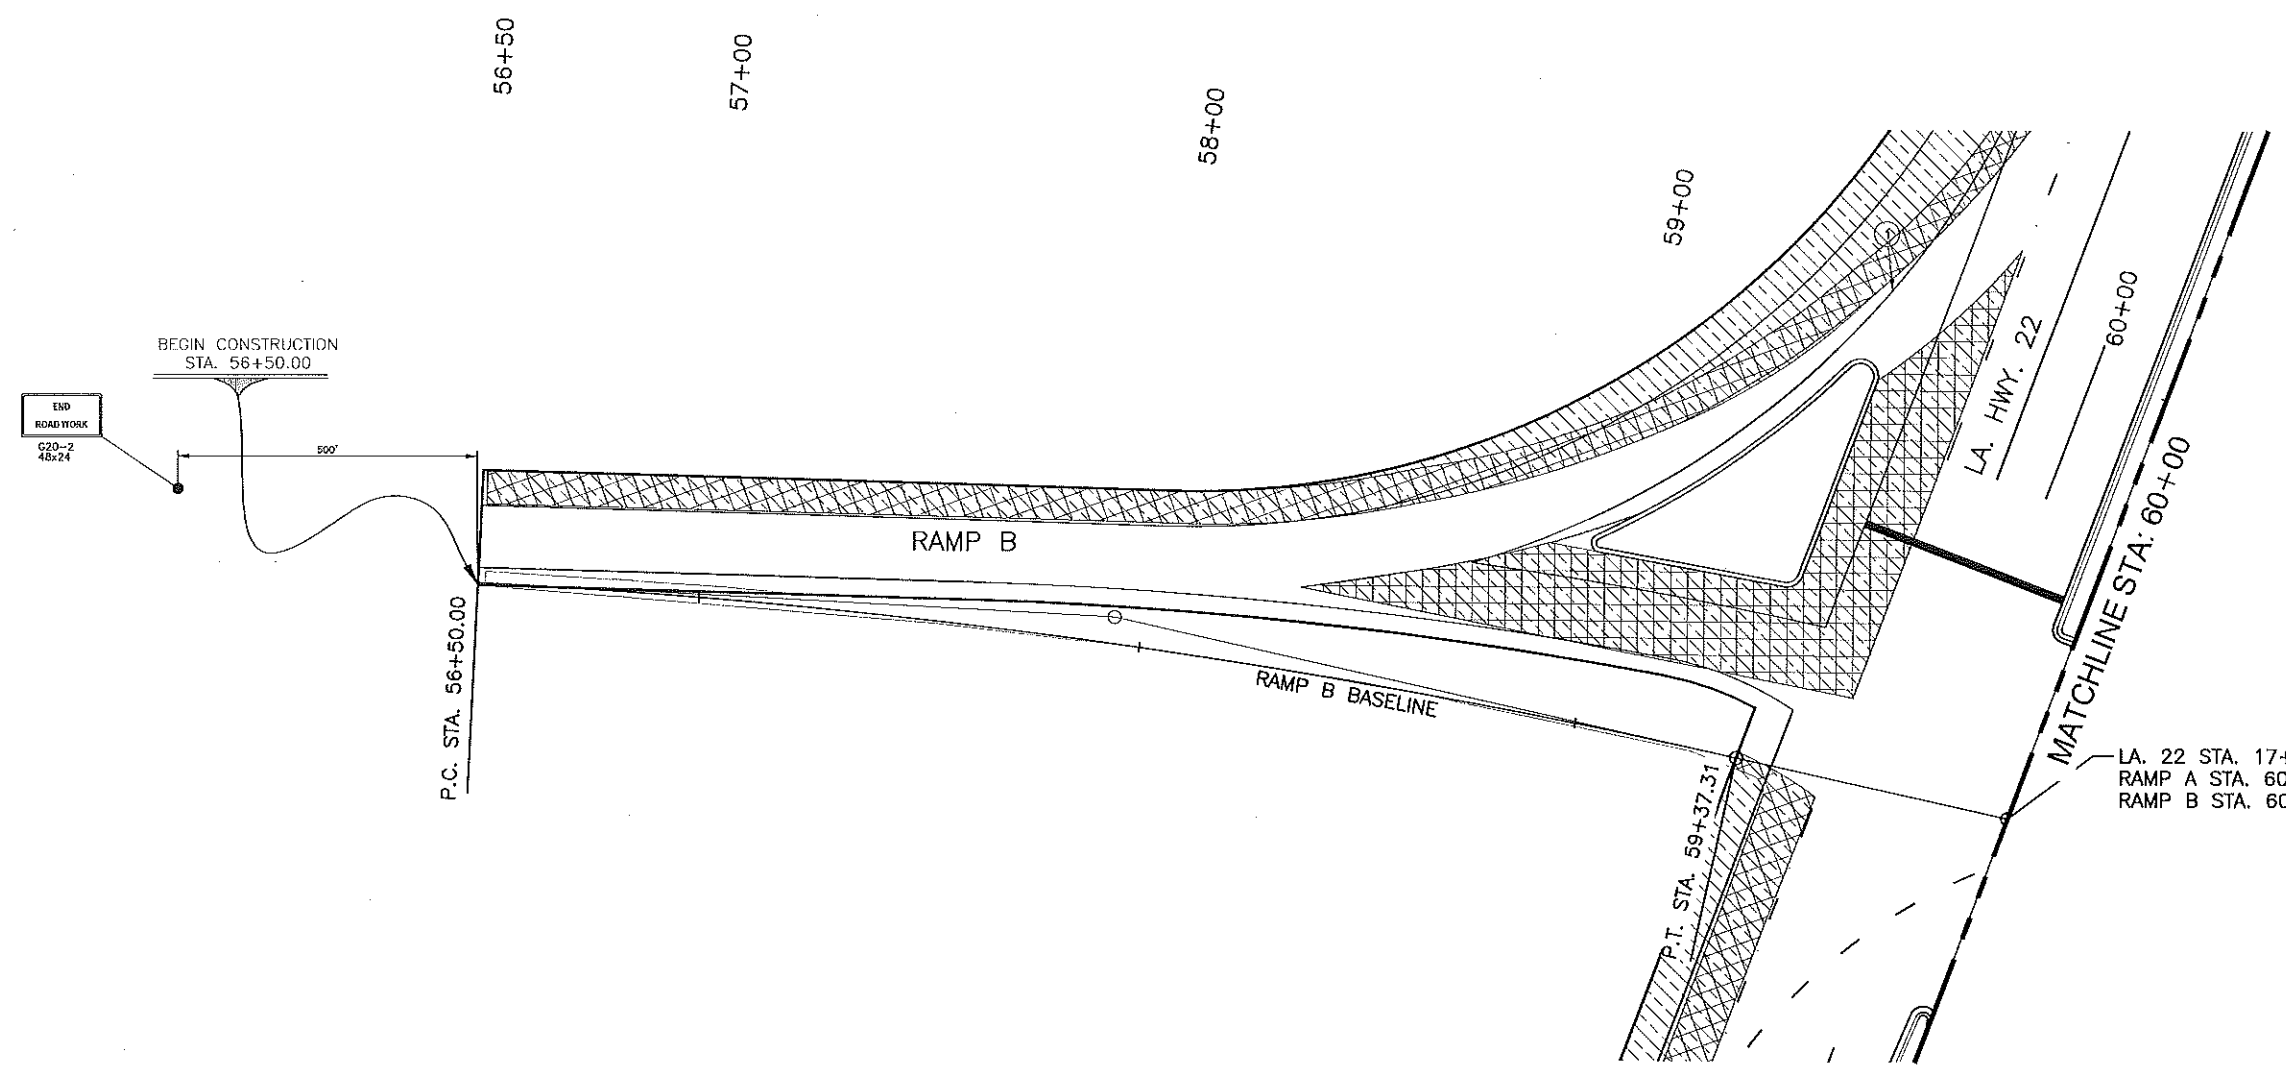 56+50
57+00
58+00
59+00
60+00
BEGIN CONSTRUCTION
STA. 56+50.00
END
ROAD WORK
G20-2
48x24
500'
RAMP B
1
LA. HWY. 22
MATCHLINE STA: 60+00
P.C. STA. 56+50.00
RAMP B BASELINE
P.T. STA. 59+37.31
LA. 22 STA. 17+
RAMP A STA. 60
RAMP B STA. 60